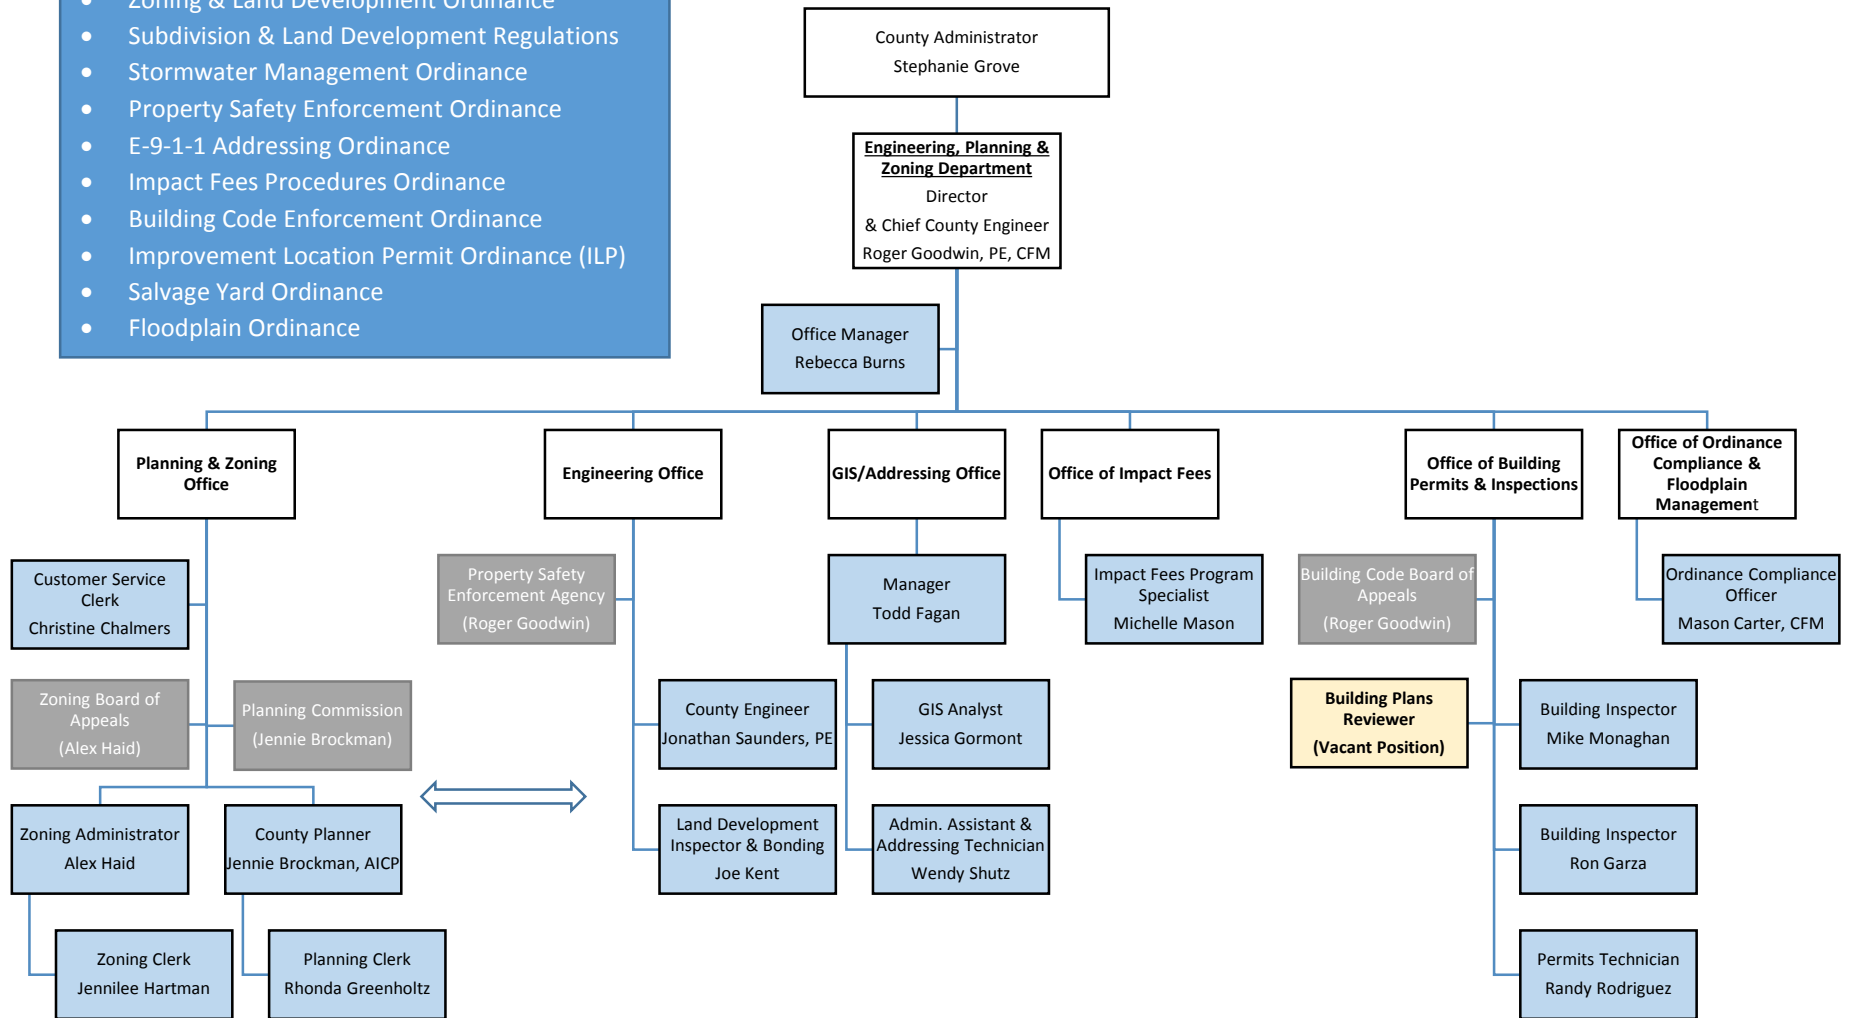 • Zoning & Land Development Ordinance
• Subdivision & Land Development Regulations
• Stormwater Management Ordinance
• Property Safety Enforcement Ordinance
• E-9-1-1 Addressing Ordinance
• Impact Fees Procedures Ordinance
• Building Code Enforcement Ordinance
• Improvement Location Permit Ordinance (ILP)
• Salvage Yard Ordinance
• Floodplain Ordinance
County Administrator
Stephanie Grove
Engineering, Planning &
Zoning Department
Director
& Chief County Engineer
Roger Goodwin, PE, CFM
Office Manager
Rebecca Burns
Planning & Zoning
Office
Engineering Office
GIS/Addressing Office
Office of Impact Fees
Office of Building
Permits & Inspections
Office of Ordinance
Compliance &
Floodplain
Management
Customer Service
Clerk
Christine Chalmers
Property Safety
Enforcement Agency
(Roger Goodwin)
Manager
Todd Fagan
Impact Fees Program
Specialist
Michelle Mason
Building Code Board of
Appeals
(Roger Goodwin)
Ordinance Compliance
Officer
Mason Carter, CFM
Zoning Board of
Appeals
(Alex Haid)
Planning Commission
(Jennie Brockman)
County Engineer
Jonathan Saunders, PE
GIS Analyst
Jessica Gormont
Building Plans
Reviewer
(Vacant Position)
Building Inspector
Mike Monaghan
Zoning Administrator
Alex Haid
County Planner
Jennie Brockman, AICP
Land Development
Inspector & Bonding
Joe Kent
Admin. Assistant &
Addressing Technician
Wendy Shutz
Building Inspector
Ron Garza
Zoning Clerk
Jennilee Hartman
Planning Clerk
Rhonda Greenholtz
Permits Technician
Randy Rodriguez